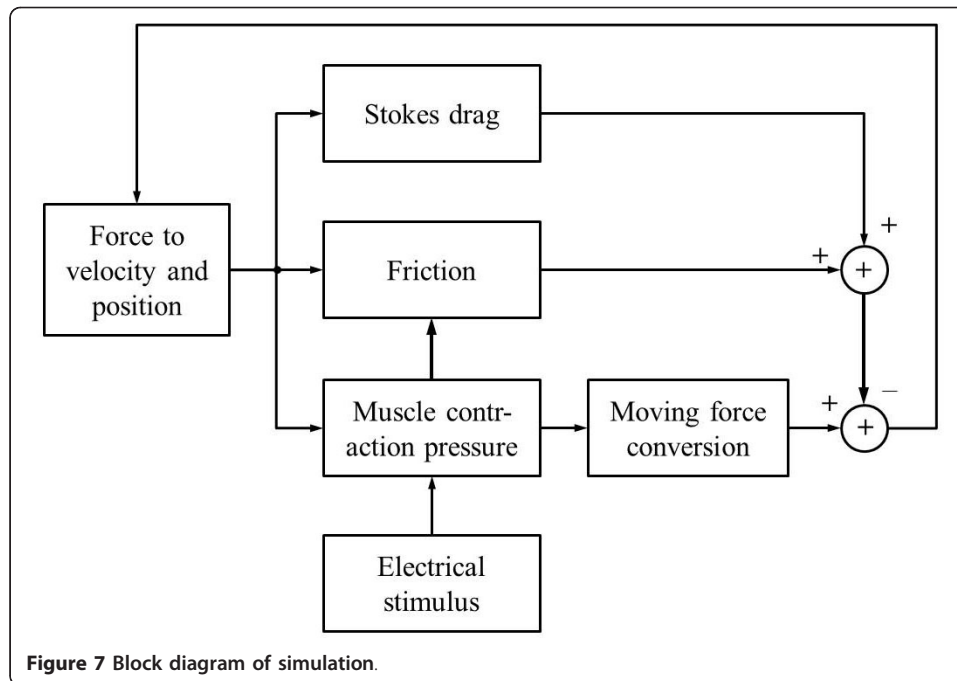 Stokes drag
Force to
velocity and
position
Friction
+
+
+
Muscle contr-
action pressure
Moving force
conversion
+
−
+
Electrical
stimulus
Figure 7 Block diagram of simulation.